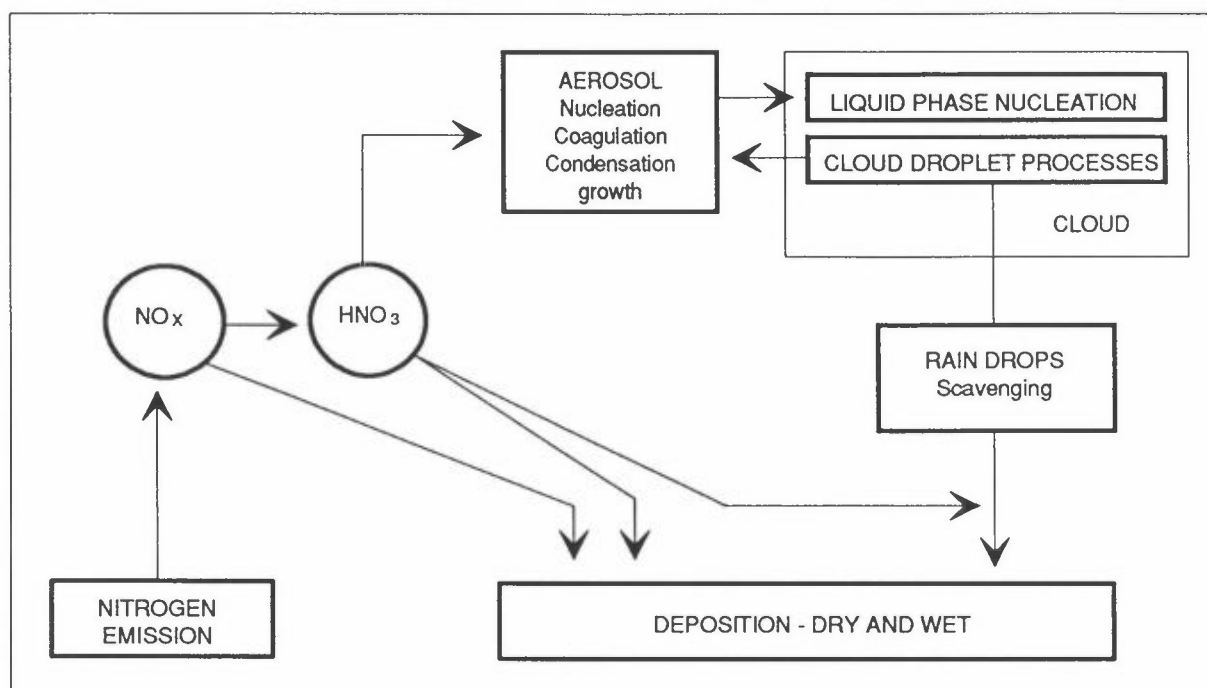 AEROSOL
Nucleation
Coagulation
Condensation
growth
LIQUID PHASE NUCLEATION
CLOUD DROPLET PROCESSES
CLOUD
NOx
HNO3
RAIN DROPS
Scavenging
NITROGEN
EMISSION
DEPOSITION - DRY AND WET